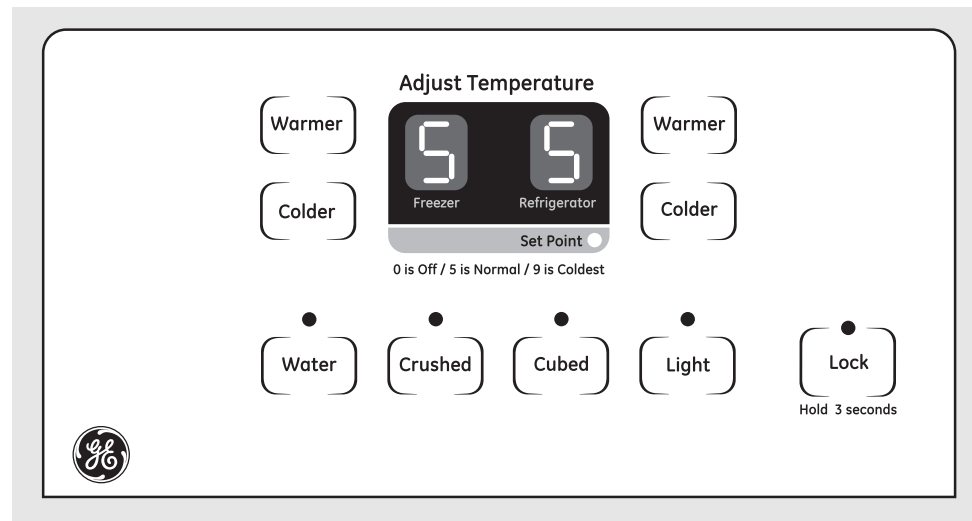 Adjust Temperature
Warmer
Warmer
5 5
Freezer Refrigerator
Colder
Colder
Set Point
0 is Off / 5 is Normal / 9 is Coldest
Water Crushed Cubed Light
Lock
Hold 3 seconds
GE